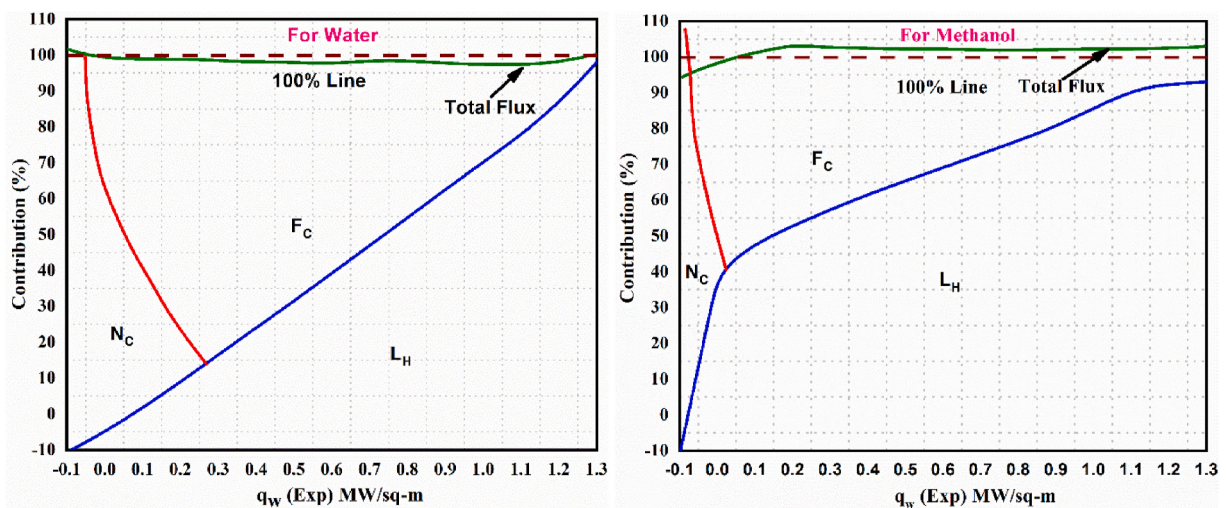 110
100
90
80
70
60
50
40
30
20
10
0
-10
Contribution (%)
For Water
100% Line
Total Flux
F_C
N_C
L_H
-0.1 0.0 0.1 0.2 0.3 0.4 0.5 0.6 0.7 0.8 0.9 1.0 1.1 1.2 1.3
q_w (Exp) MW/sq-m
110
100
90
80
70
60
50
40
30
20
10
0
-10
Contribution (%)
For Methanol
100% Line
Total Flux
F_C
N_C
L_H
-0.1 0.0 0.1 0.2 0.3 0.4 0.5 0.6 0.7 0.8 0.9 1.0 1.1 1.2 1.3
q_w (Exp) MW/sq-m